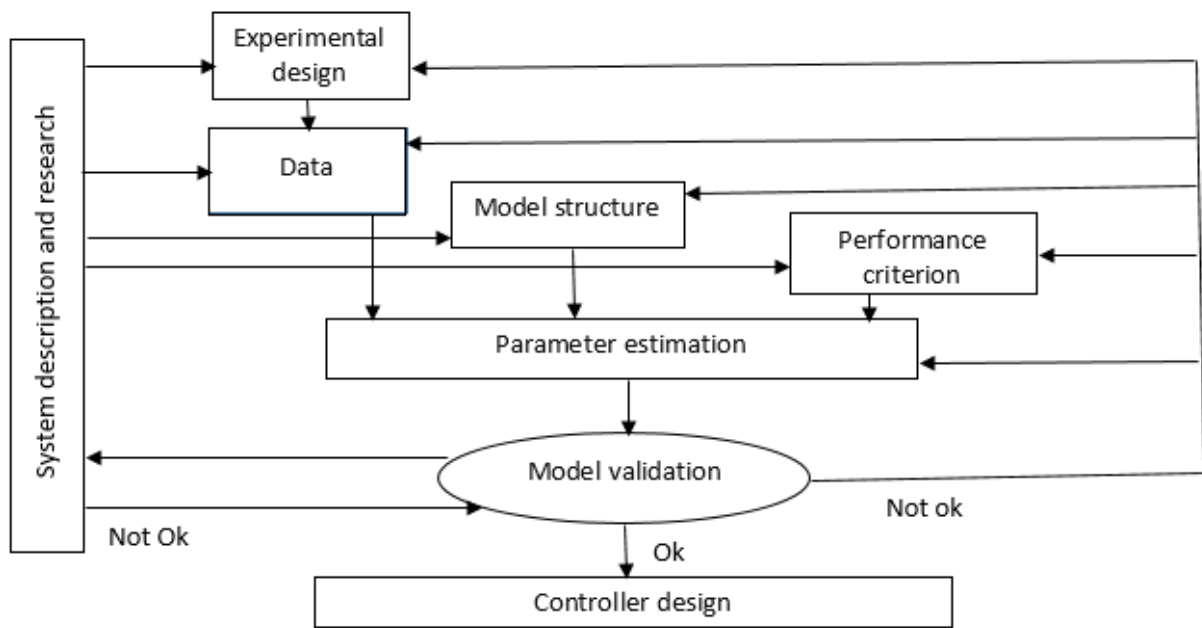 System description and research
Experimental
design
Data
Model structure
Performance
criterion
Parameter estimation
Model validation
Not Ok
Not ok
Ok
Controller design